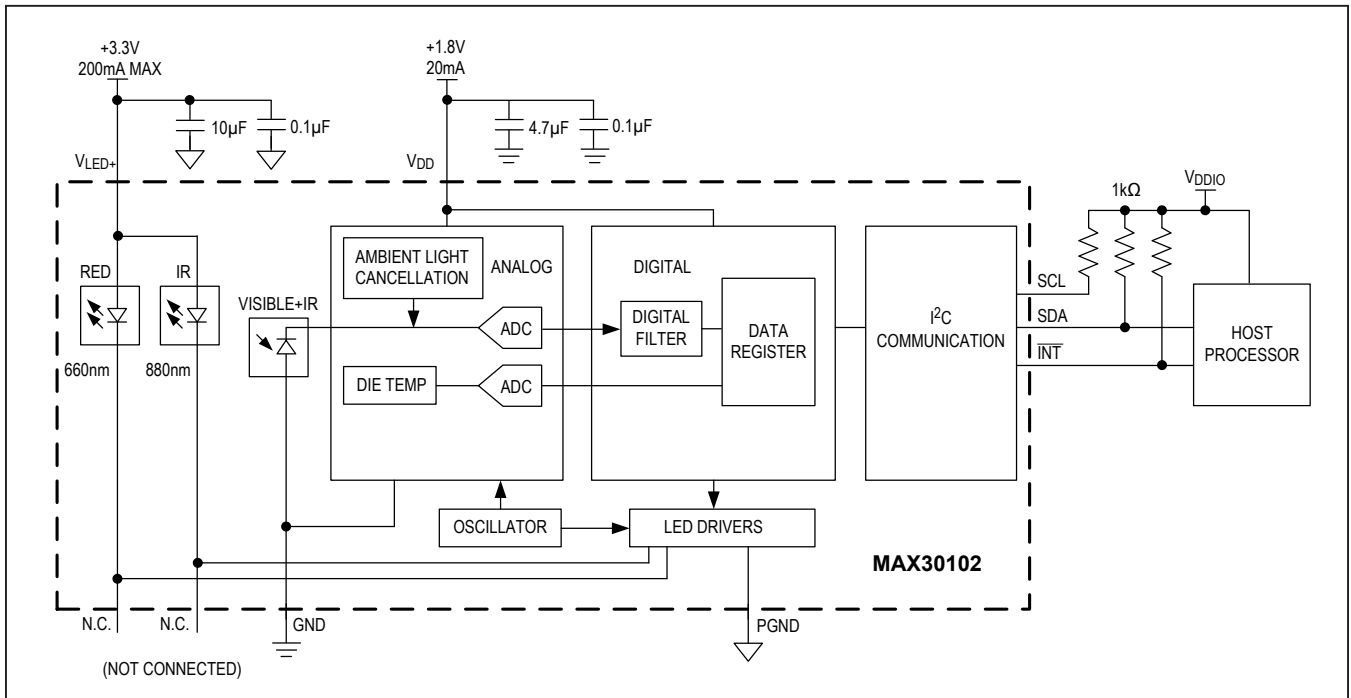 +3.3V
200mA MAX
+1.8V
20mA
10µF
0.1µF
4.7µF
0.1µF
VLED+
VDD
1kΩ
VDDIO
RED
IR
VISIBLE+IR
AMBIENT LIGHT
CANCELLATION
ANALOG
DIGITAL
SCL
ADC
DIGITAL
FILTER
DATA
REGISTER
I2C
COMMUNICATION
SDA
HOST
PROCESSOR
INT
660nm
880nm
DIE TEMP
ADC
OSCILLATOR
LED DRIVERS
MAX30102
N.C.
N.C.
GND
PGND
(NOT CONNECTED)